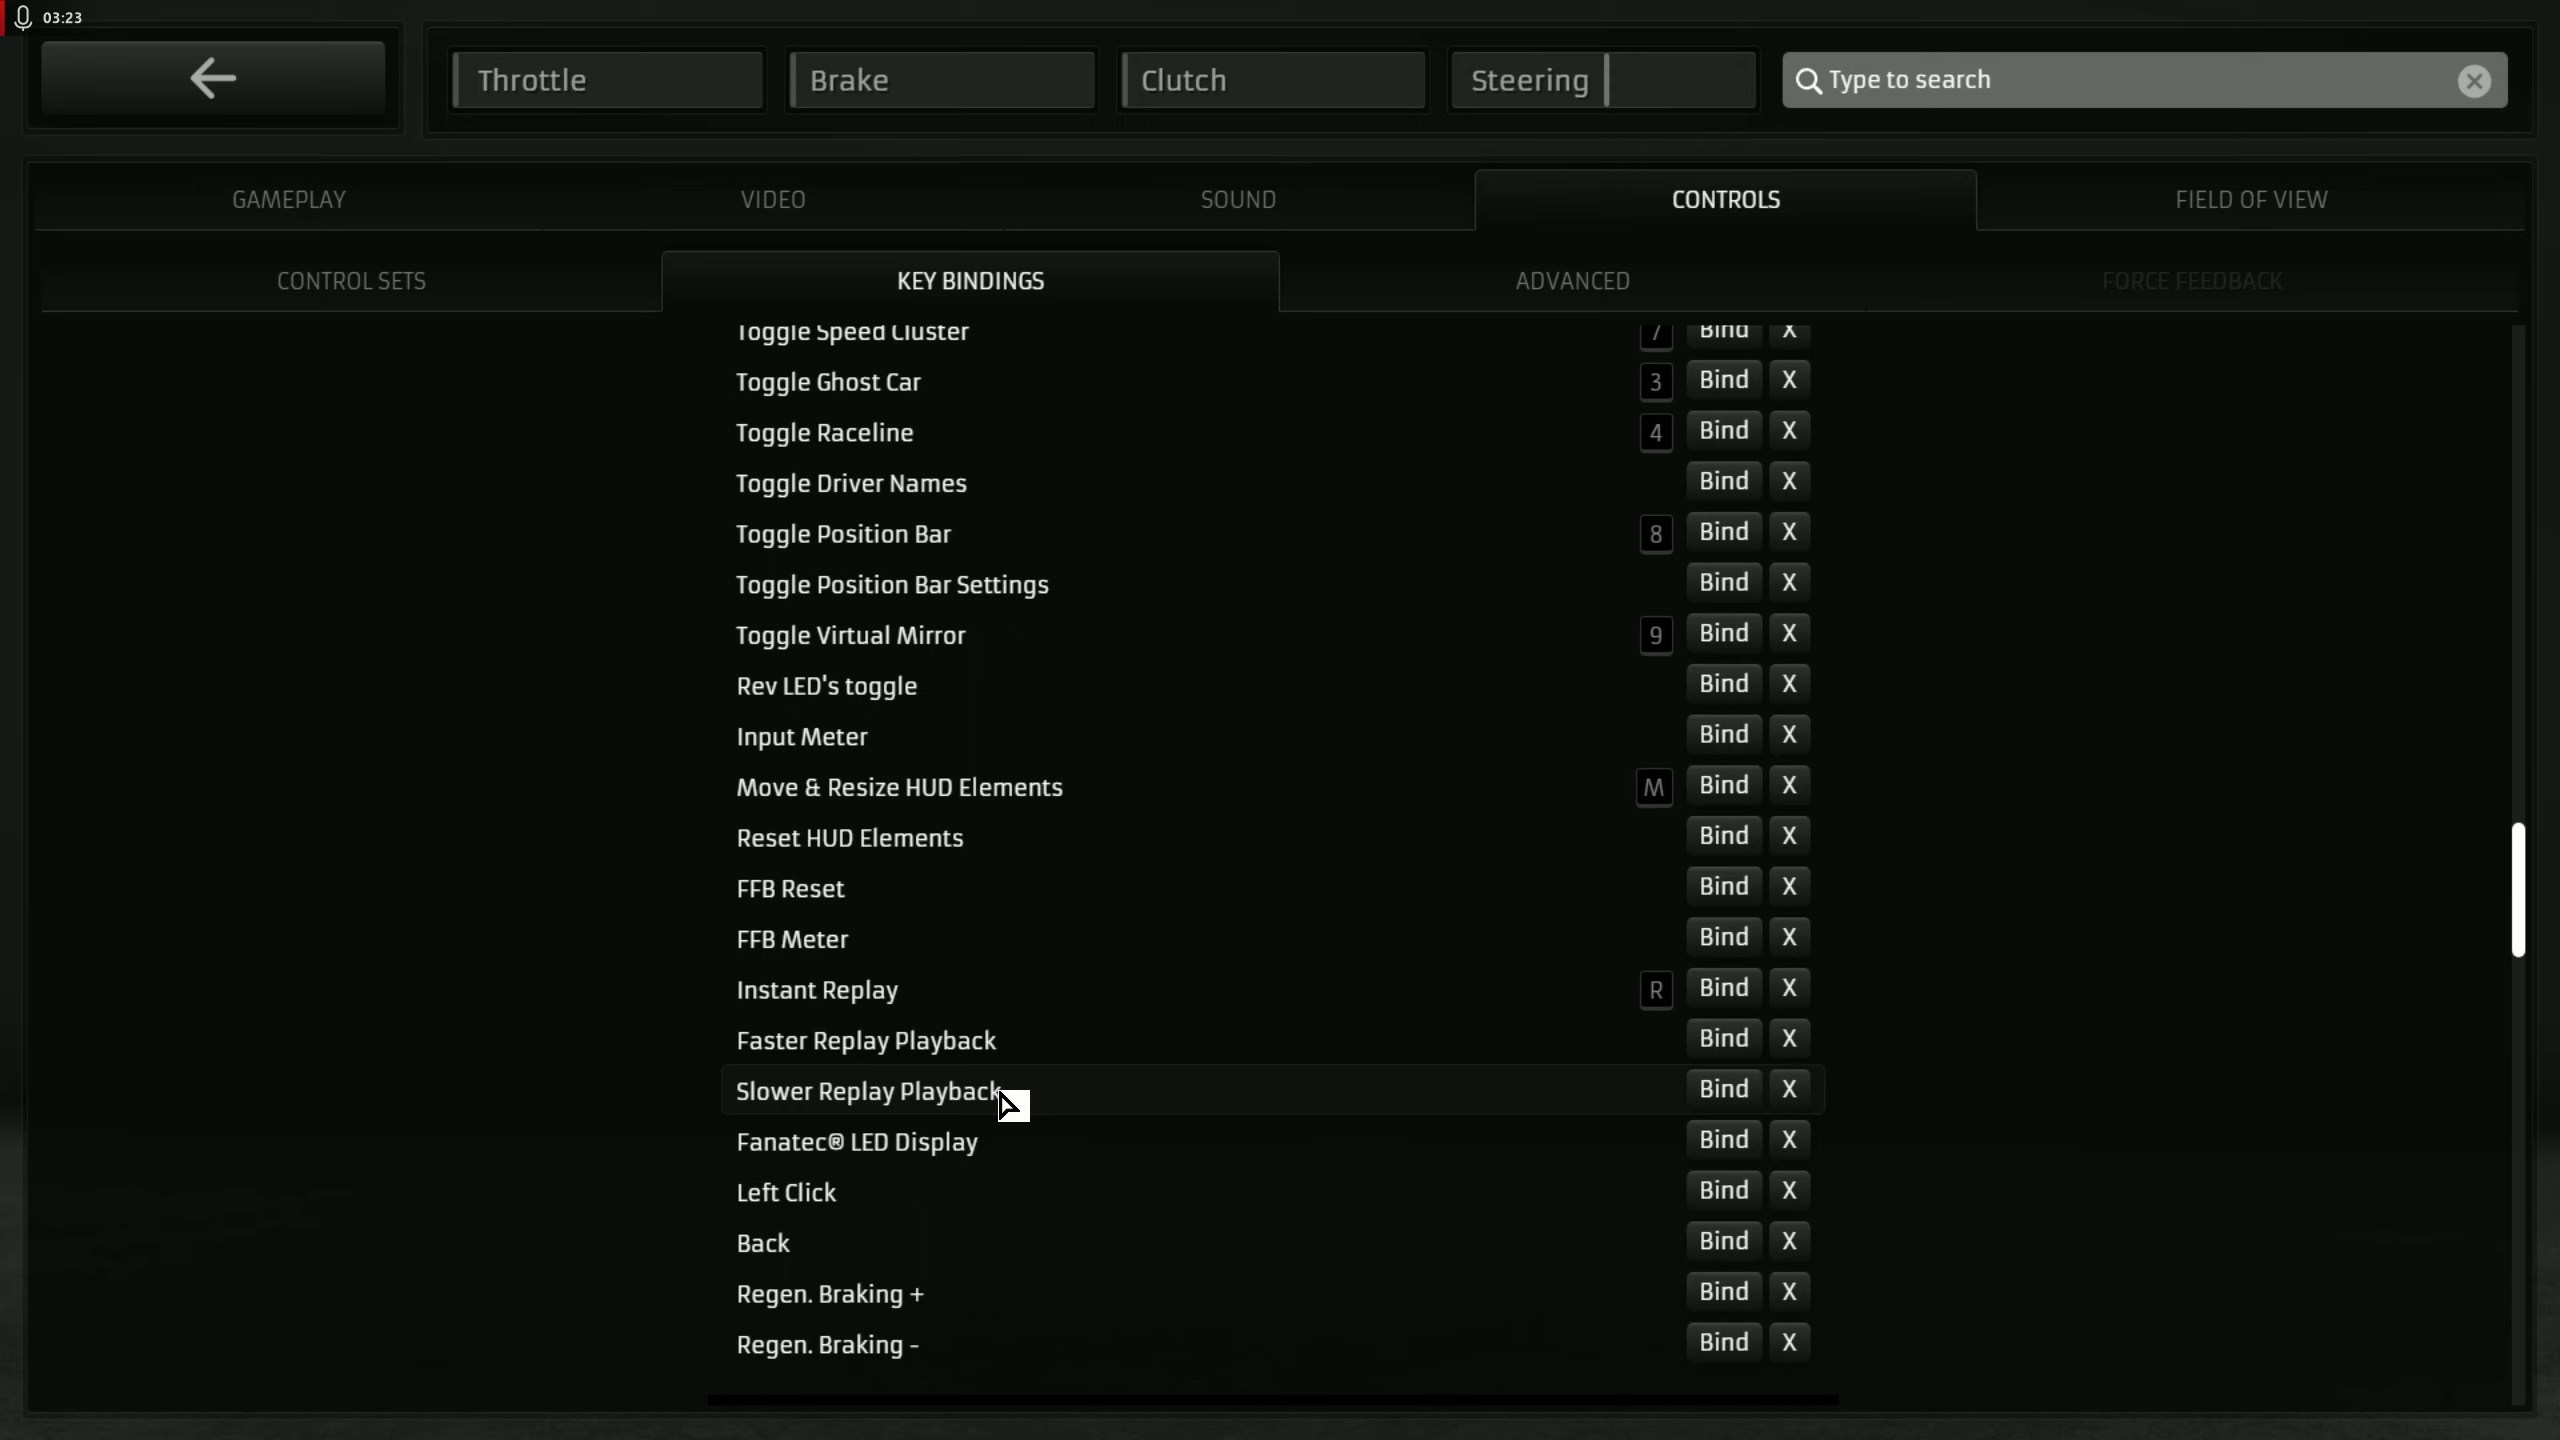 03:23
Throttle Brake Clutch Steering Type to search
GAMEPLAY VIDEO SOUND CONTROLS FIELD OF VIEW
CONTROL SETS KEY BINDINGS ADVANCED FORCE FEEDBACK
Toggle Speed Cluster 7 Bind X
Toggle Ghost Car 3 Bind X
Toggle Raceline 4 Bind X
Toggle Driver Names Bind X
Toggle Position Bar 8 Bind X
Toggle Position Bar Settings Bind X
Toggle Virtual Mirror 9 Bind X
Rev LED's toggle Bind X
Input Meter Bind X
Move & Resize HUD Elements M Bind X
Reset HUD Elements Bind X
FFB Reset Bind X
FFB Meter Bind X
Instant Replay R Bind X
Faster Replay Playback Bind X
Slower Replay Playback Bind X
Fanatec® LED Display Bind X
Left Click Bind X
Back Bind X
Regen. Braking + Bind X
Regen. Braking - Bind X